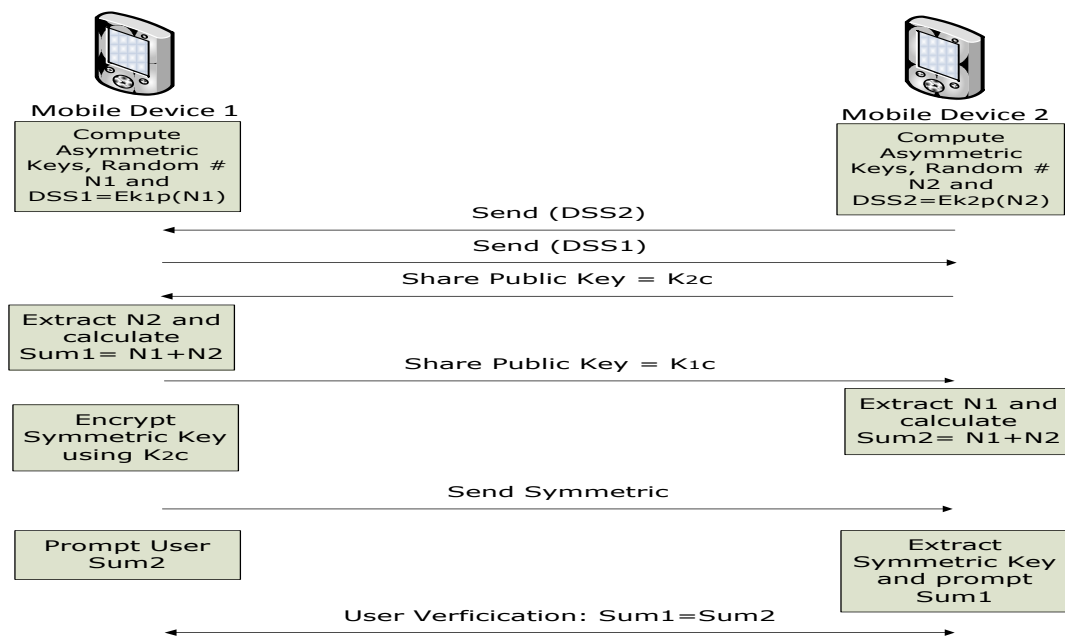 Mobile Device 1
Mobile Device 2
Compute
Asymmetric
Keys, Random #
N1 and
DSS1=Ek1p(N1)
Compute
Asymmetric
Keys, Random #
N2 and
DSS2=Ek2p(N2)
Send (DSS2)
Send (DSS1)
Share Public Key = K2c
Extract N2 and
calculate
Sum1= N1+N2
Share Public Key = K1c
Encrypt
Symmetric Key
using K2c
Extract N1 and
calculate
Sum2= N1+N2
Send Symmetric
Prompt User
Sum2
Extract
Symmetric Key
and prompt
Sum1
User Verficication: Sum1=Sum2